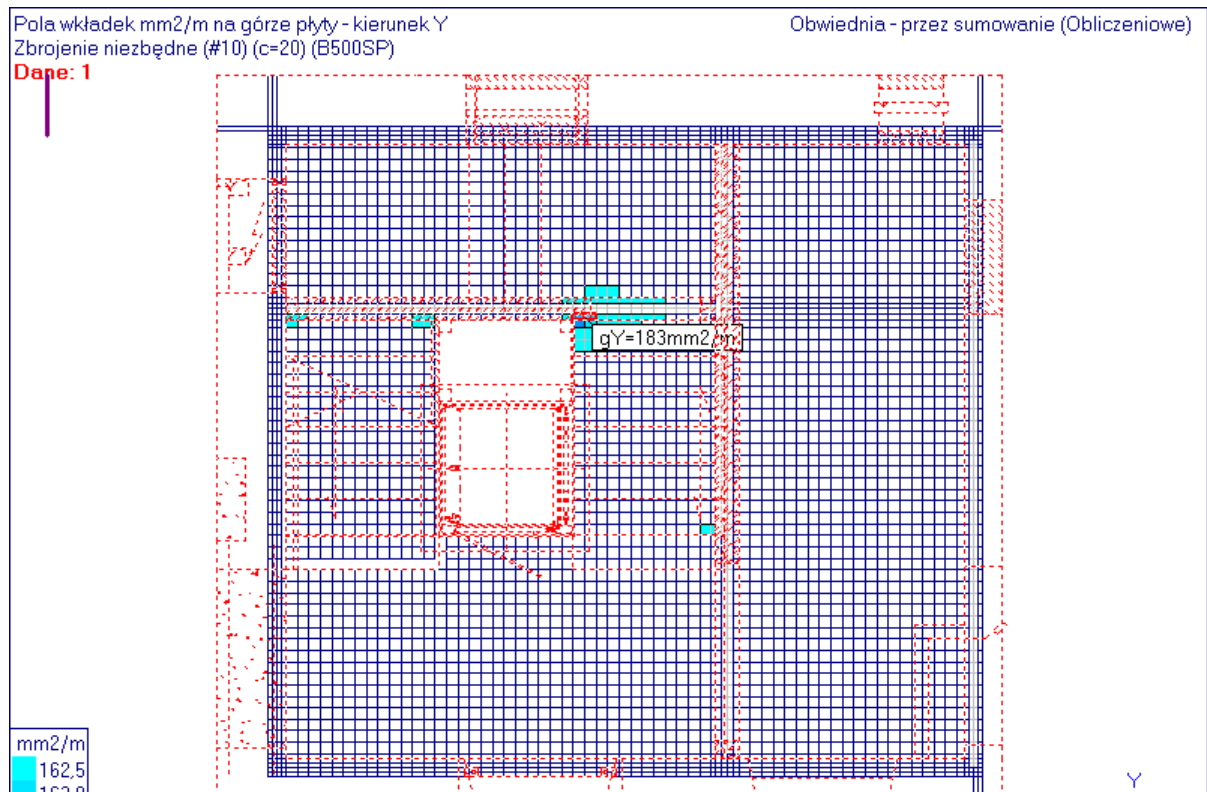 Pola wkładek mm2/m na górze płyty - kierunek Y
Obwiednia - przez sumowanie (Obliczeniowe)
Zbrojenie niezbędne (#10) (c=20) (B500SP)
Dane: 1
gY=183mm2/m
mm2/m
162,5
Y